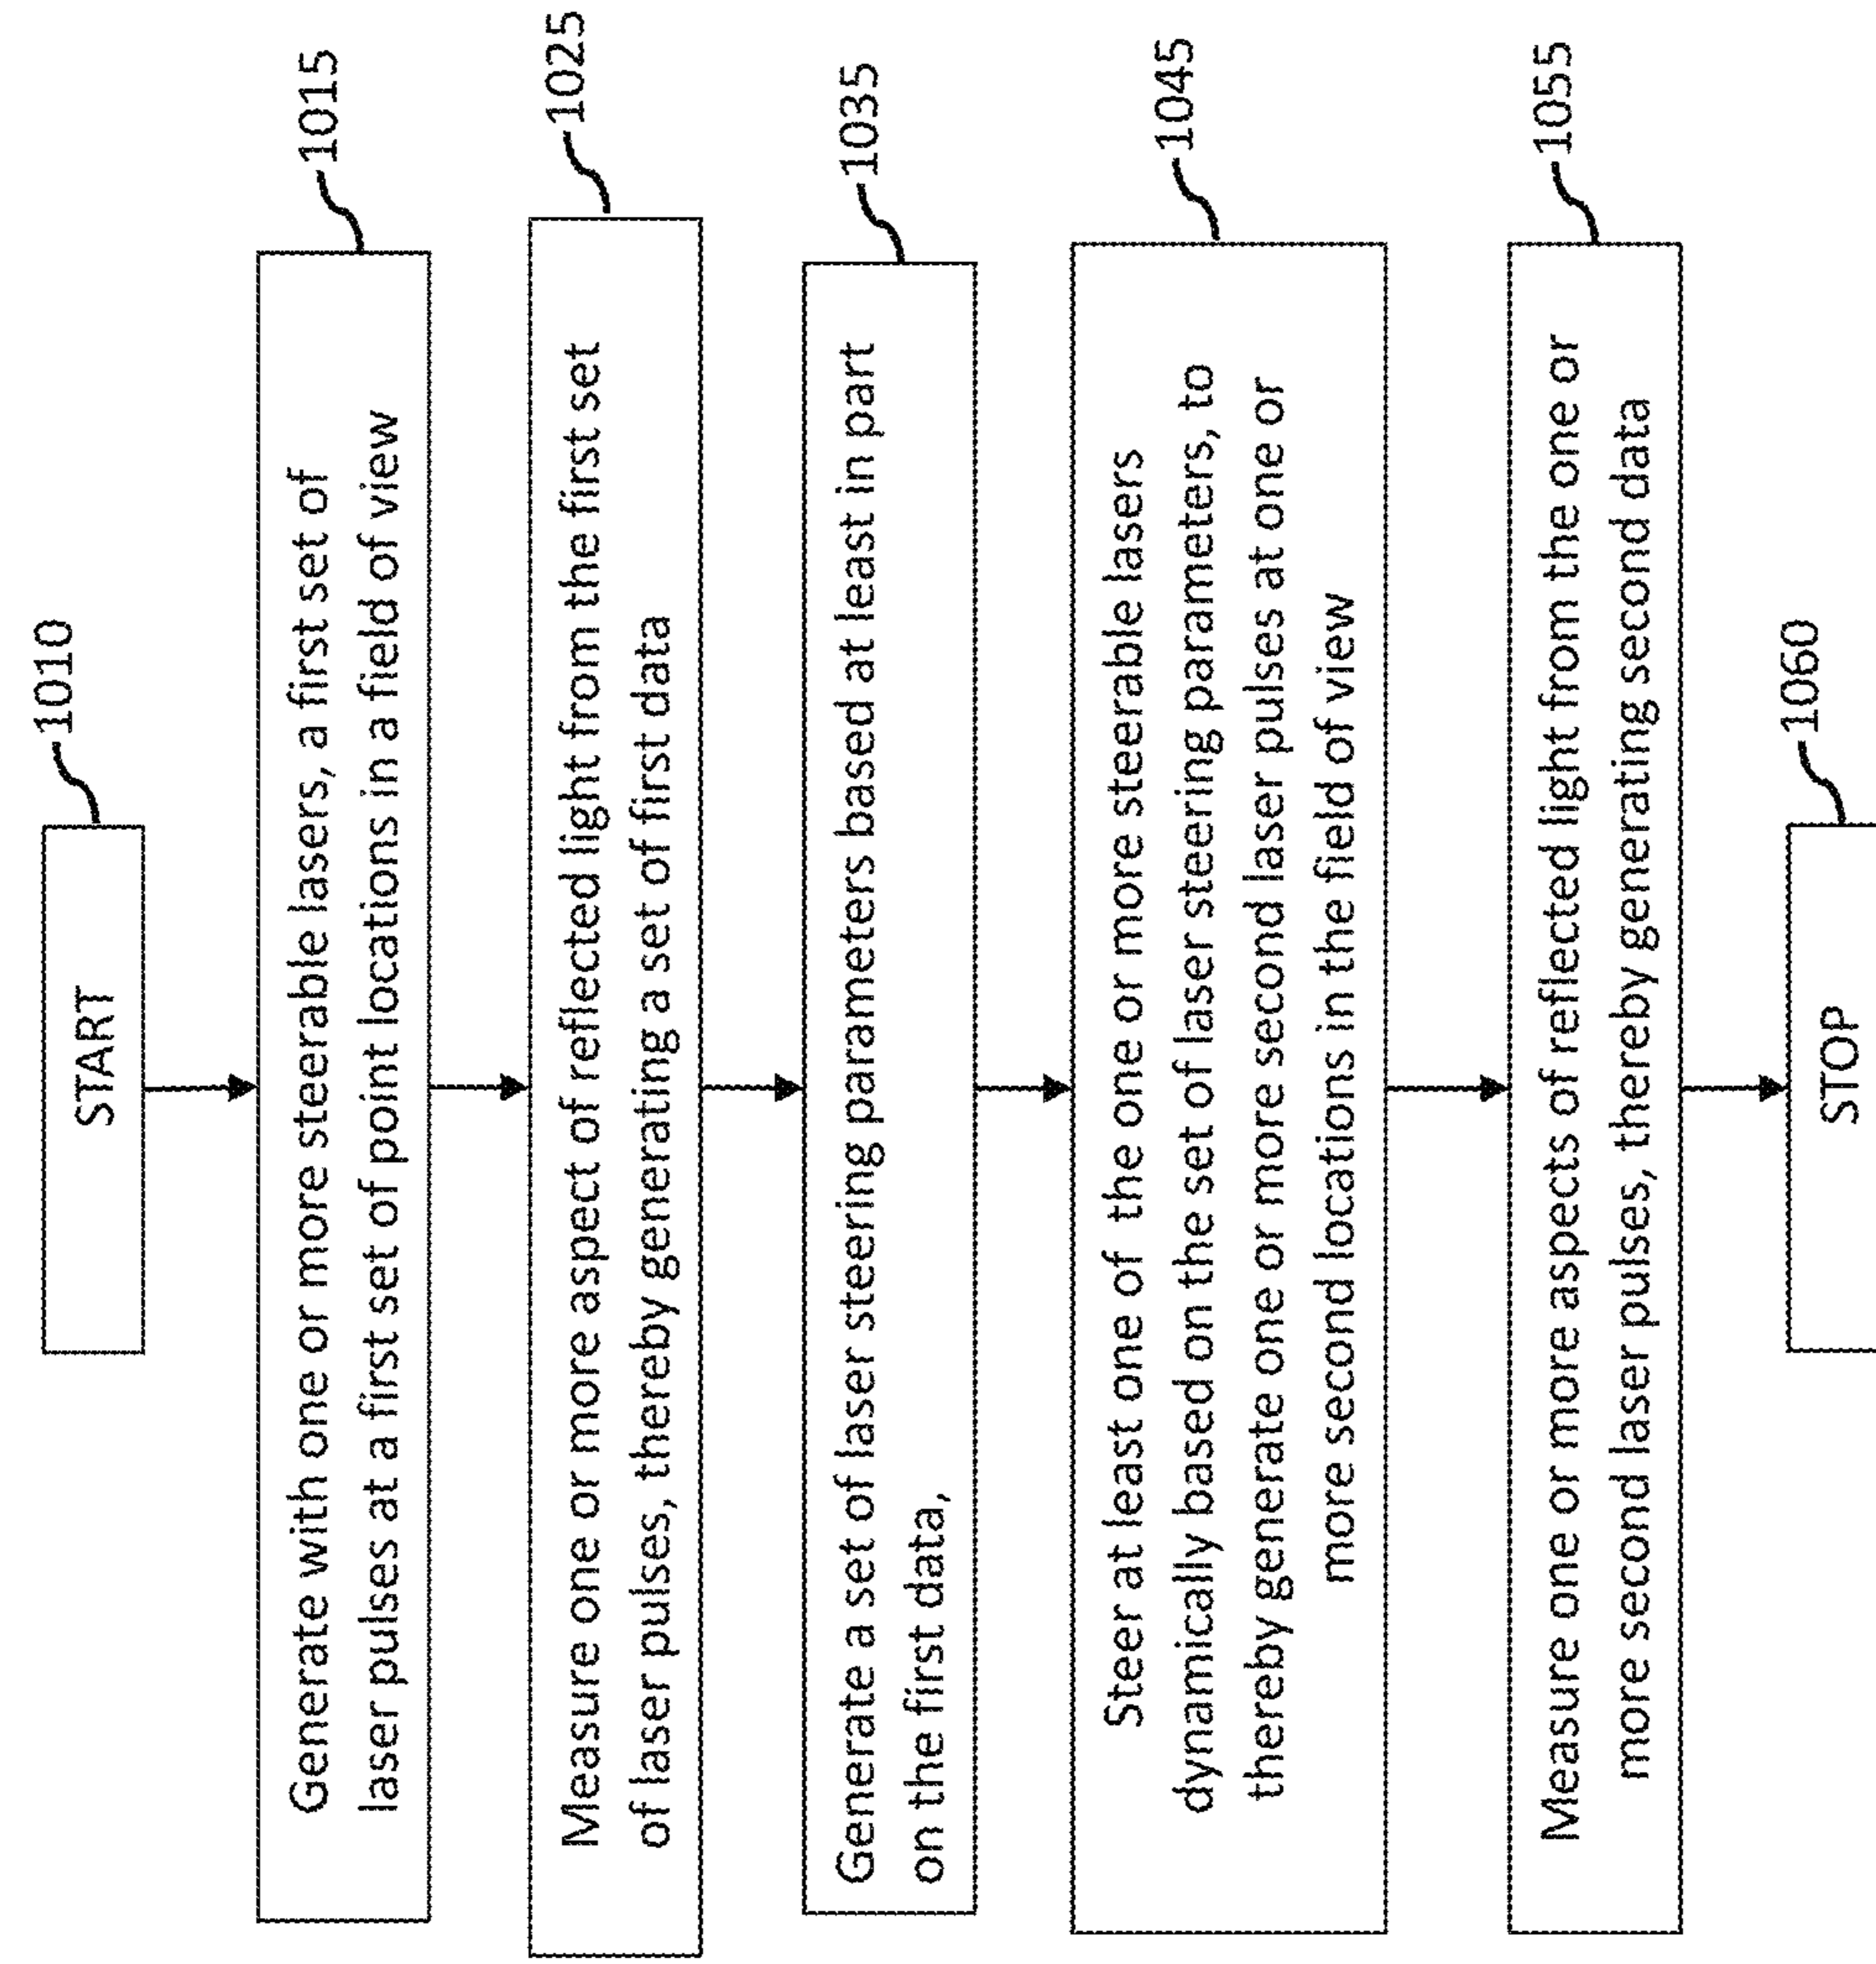 START
1010
Generate with one or more steerable lasers, a first set of
laser pulses at a first set of point locations in a field of view
1015
Measure one or more aspect of reflected light from the first set
of laser pulses, thereby generating a set of first data
1025
Generate a set of laser steering parameters based at least in part
on the first data,
1035
Steer at least one of the one or more steerable lasers
dynamically based on the set of laser steering parameters, to
thereby generate one or more second laser pulses at one or
more second locations in the field of view
1045
Measure one or more aspects of reflected light from the one or
more second laser pulses, thereby generating second data
1055
STOP
1060